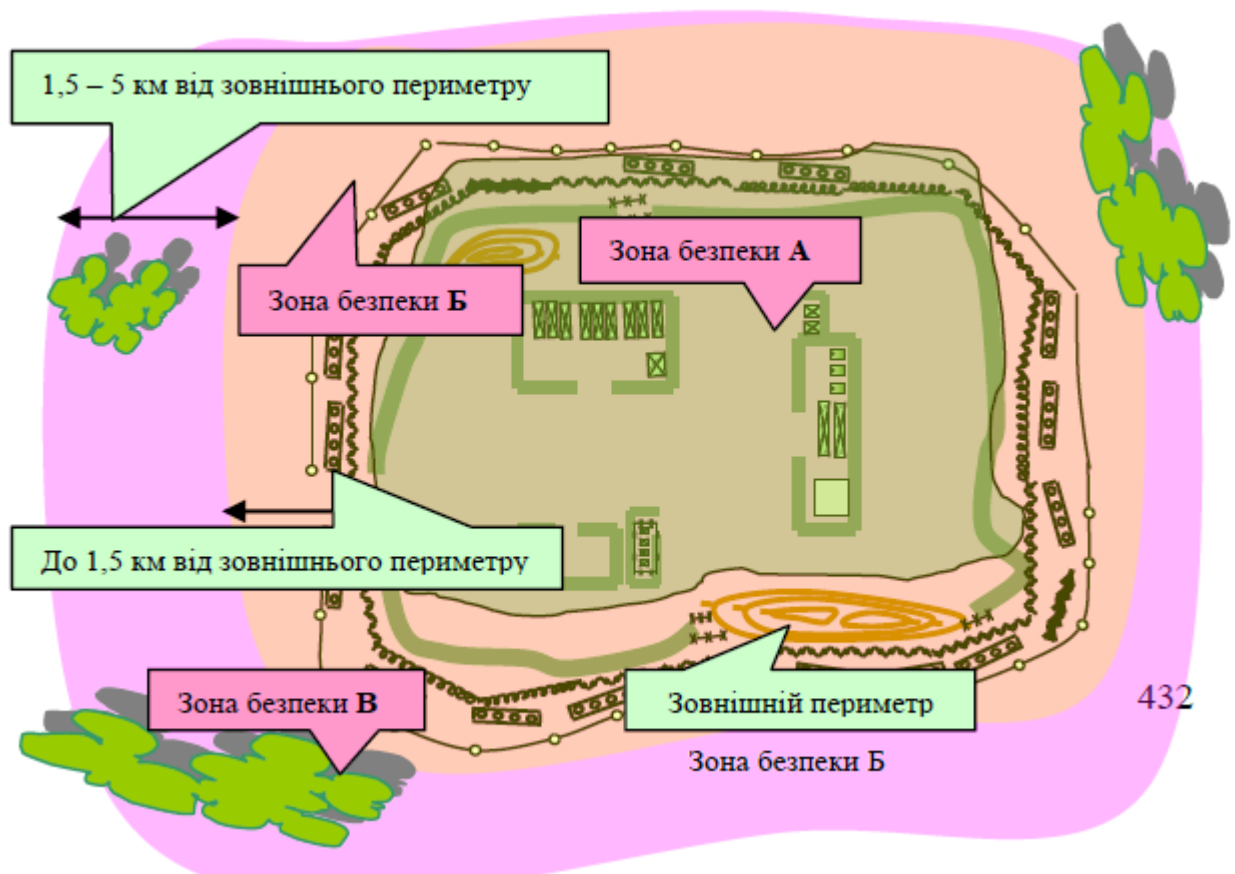 1,5 – 5 км від зовнішнього периметру
Зона безпеки А
Зона безпеки Б
До 1,5 км від зовнішнього периметру
Зона безпеки В
Зовнішній периметр
432
Зона безпеки Б